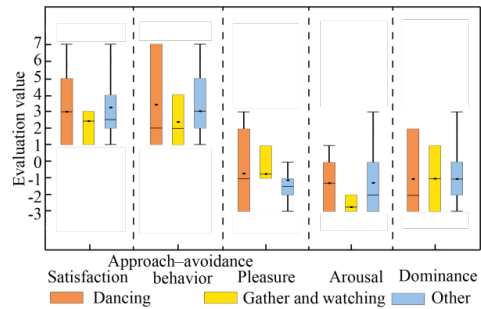 Evaluation value
7
6
5
4
3
2
1
0
-1
-2
-3
Satisfaction
Approach–avoidance
behavior
Pleasure
Arousal
Dominance
Dancing
Gather and watching
Other